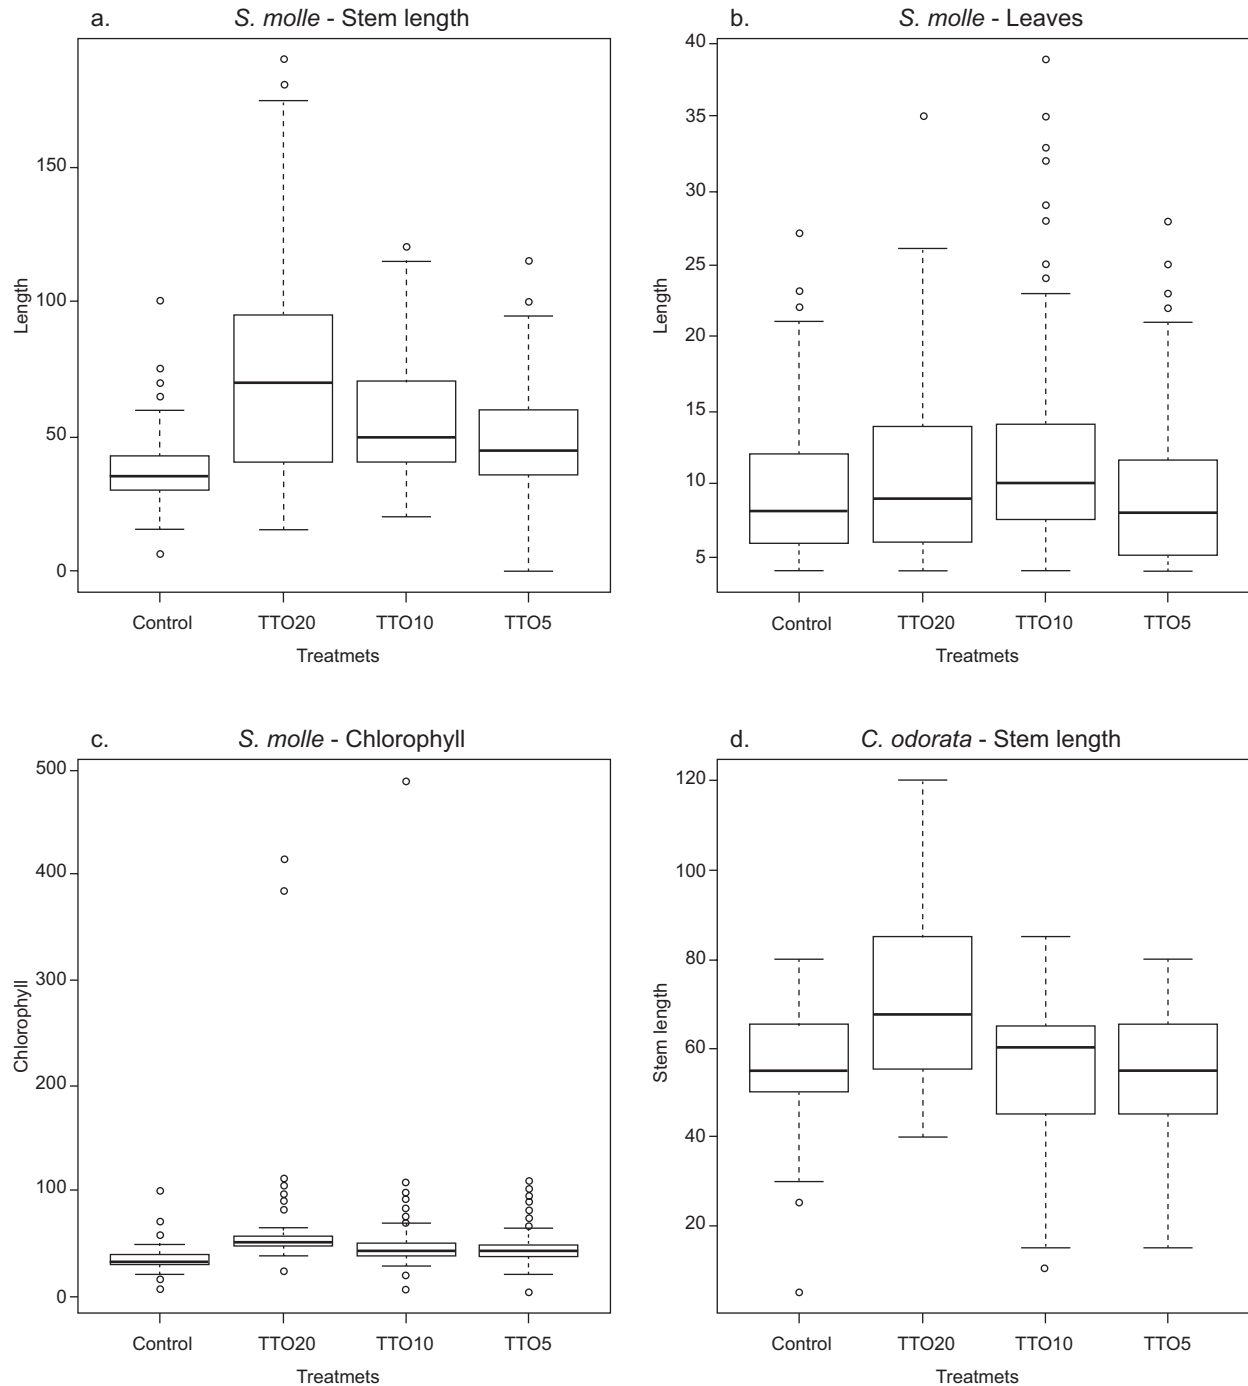 a. S. molle - Stem length
150
100
50
0
Length
Control TTO20 TTO10 TTO5
Treatmets
b. S. molle - Leaves
40
35
30
25
20
15
10
5
Length
Control TTO20 TTO10 TTO5
Treatmets
c. S. molle - Chlorophyll
500
400
300
200
100
0
Chlorophyll
Control TTO20 TTO10 TTO5
Treatmets
d. C. odorata - Stem length
120
100
80
60
40
20
Stem length
Control TTO20 TTO10 TTO5
Treatmets